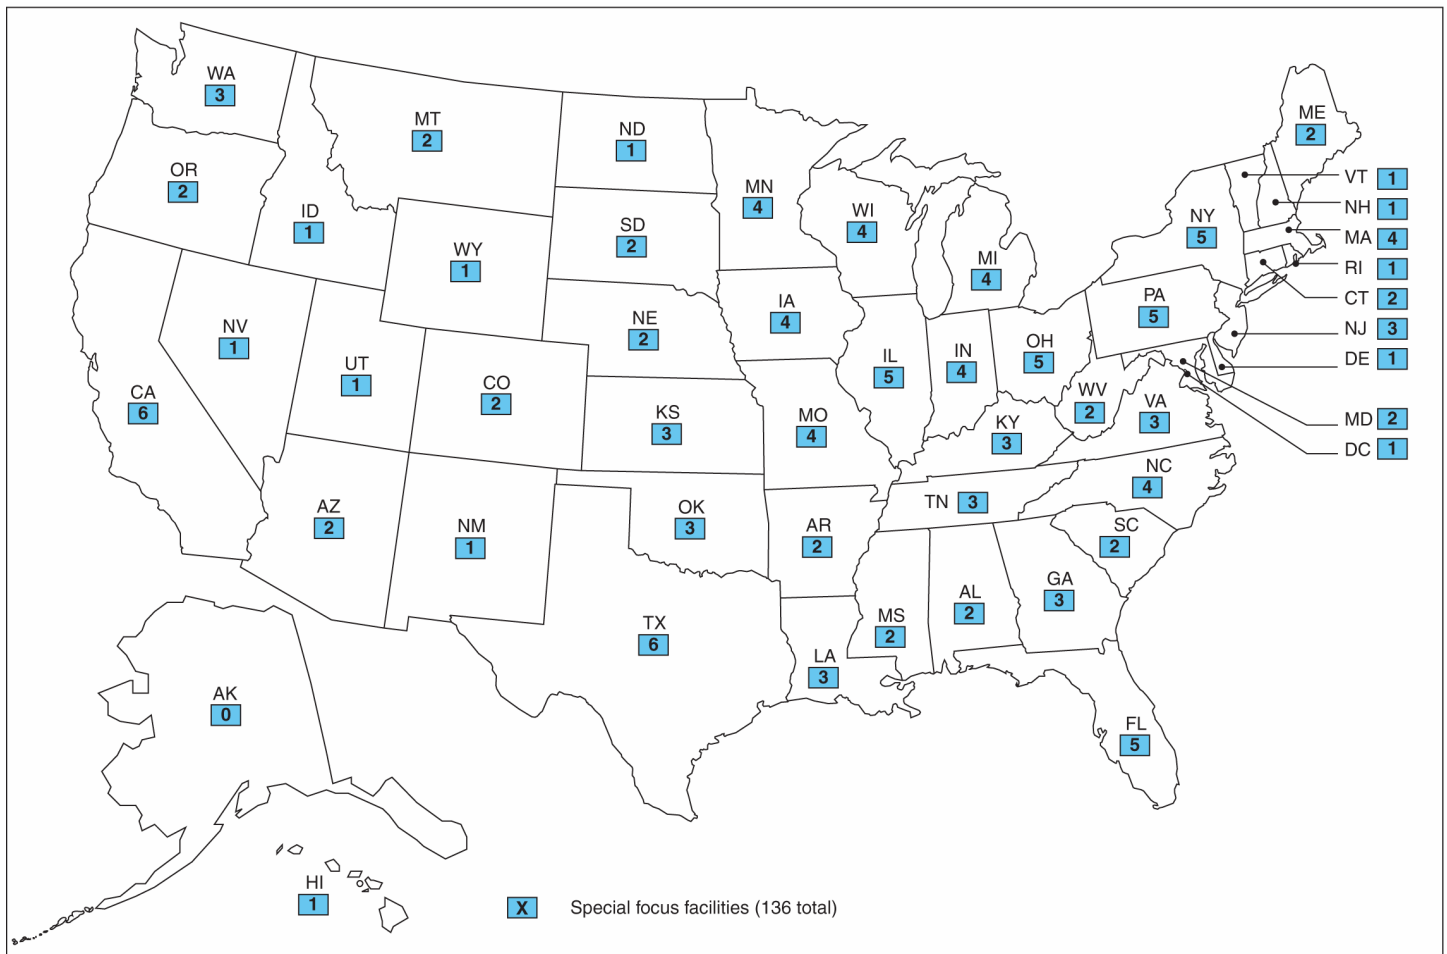 WA
3
MT
2
ND
1
ME
2
OR
2
ID
1
MN
4
WI
4
VT 1
NH 1
NY
5
MA 4
SD
2
WY
1
MI
4
RI 1
CT 2
IA
4
PA
5
NJ 3
NV
1
NE
2
UT
1
CO
2
IL
5
IN
4
OH
5
DE 1
CA
6
KS
3
MO
4
KY
3
WV
2
VA
3
MD 2
DC 1
NC
4
AZ
2
NM
1
OK
3
AR
2
TN 3
SC
2
TX
6
LA
3
MS
2
AL
2
GA
3
AK
0
FL
5
HI
1
X Special focus facilities (136 total)